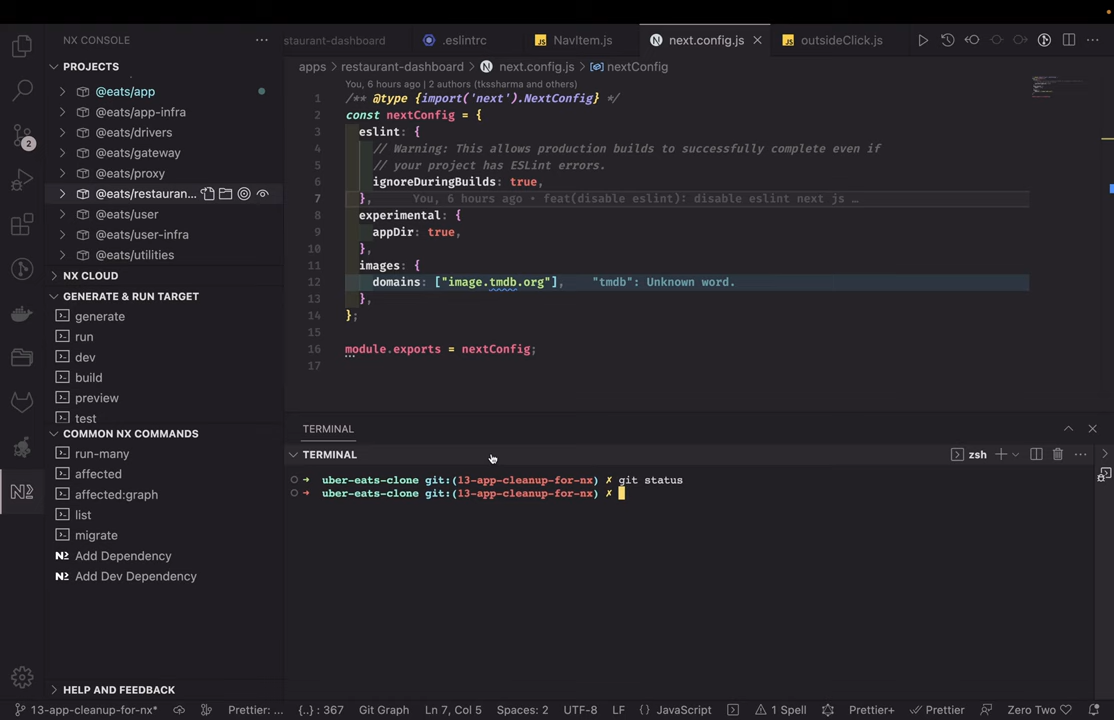 NX CONSOLE
PROJECTS
@eats/app
@eats/app-infra
@eats/drivers
@eats/gateway
@eats/proxy
@eats/restauran...
@eats/user
@eats/user-infra
@eats/utilities
NX CLOUD
GENERATE & RUN TARGET
generate
run
dev
build
preview
test
COMMON NX COMMANDS
run-many
affected
affected:graph
list
migrate
Add Dependency
Add Dev Dependency
HELP AND FEEDBACK
2
staurant-dashboard
.eslintrc
NavItem.js
next.config.js
outsideClick.js
apps > restaurant-dashboard > next.config.js > nextConfig
You, 6 hours ago | 2 authors (tkssharma and others)
1 /** @type {import('next').NextConfig} */
2 const nextConfig = {
3 eslint: {
4 // Warning: This allows production builds to successfully complete even if
5 // your project has ESLint errors.
6 ignoreDuringBuilds: true,
7 }, You, 6 hours ago • feat(disable eslint): disable eslint next js …
8 experimental: {
9 appDir: true,
10 },
11 images: {
12 domains: ["image.tmdb.org"], "tmdb": Unknown word.
13 },
14 };
15
16 module.exports = nextConfig;
17
TERMINAL
TERMINAL
zsh
uber-eats-clone git:(13-app-cleanup-for-nx) ✗ git status
uber-eats-clone git:(13-app-cleanup-for-nx) ✗
13-app-cleanup-for-nx*
Git Graph
Prettier: ...
{..} : 367
Ln 7, Col 5
Spaces: 2
UTF-8
LF
{ } JavaScript
1 Spell
Prettier+
Prettier
Zero Two